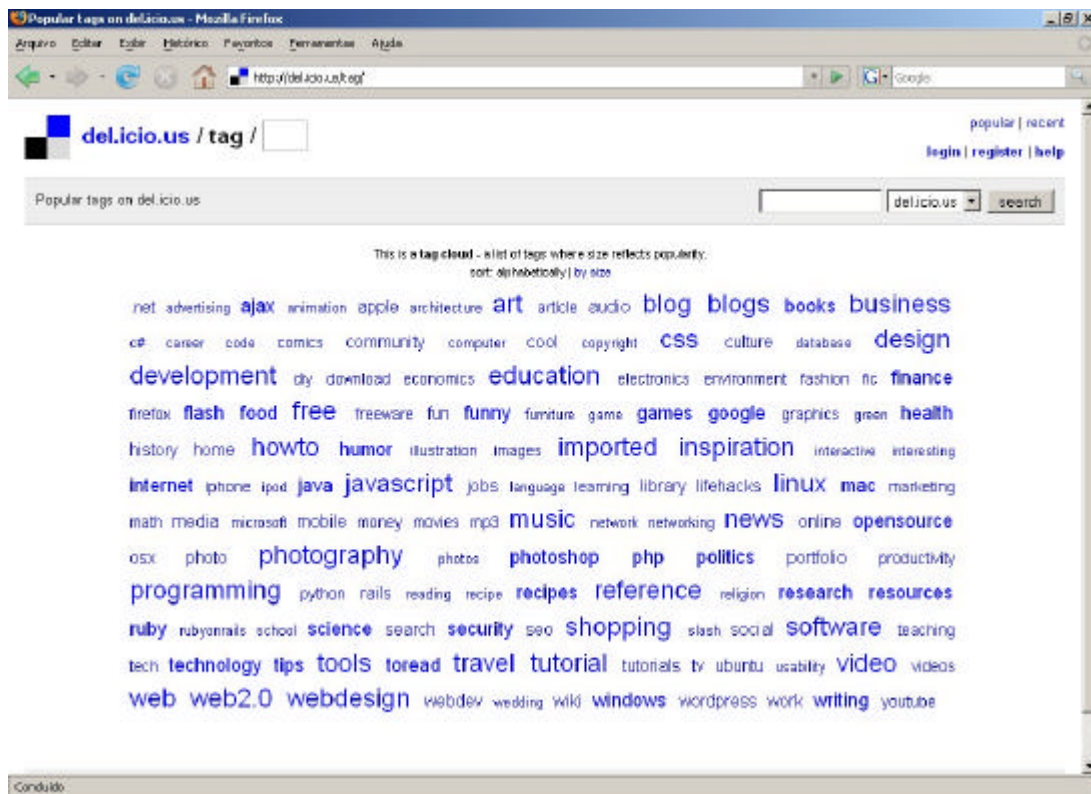 Popular tags on del.icio.us - Mozilla Firefox
Arquivo Editar Exibir Histórico Favoritos Ferramentas Ajuda
http://del.icio.us/tag/ Google
del.icio.us / tag /
popular | recent
login | register | help
Popular tags on del.icio.us del.icio.us search
This is a tag cloud - a list of tags where size reflects popularity.
sort: alphabetically | by size
.net advertising ajax animation apple architecture art article audio blog blogs books business
c# career code comics community computer cool copyright css culture database design
development diy download economics education electronics environment fashion fic finance
firefox flash food free freeware fun funny furniture game games google graphics green health
history home howto humor illustration images imported inspiration interactive interesting
internet iphone ipod java javascript jobs language learning library lifehacks linux mac marketing
math media microsoft mobile money movies mp3 music network networking news online opensource
osx photo photography photos photoshop php politics portfolio productivity
programming python rails reading recipe recipes reference religion research resources
ruby rubyonrails school science search security seo shopping slash social software teaching
tech technology tips tools toread travel tutorial tutorials tv ubuntu usability video videos
web web2.0 webdesign webdev wedding wiki windows wordpress work writing youtube
Concluído